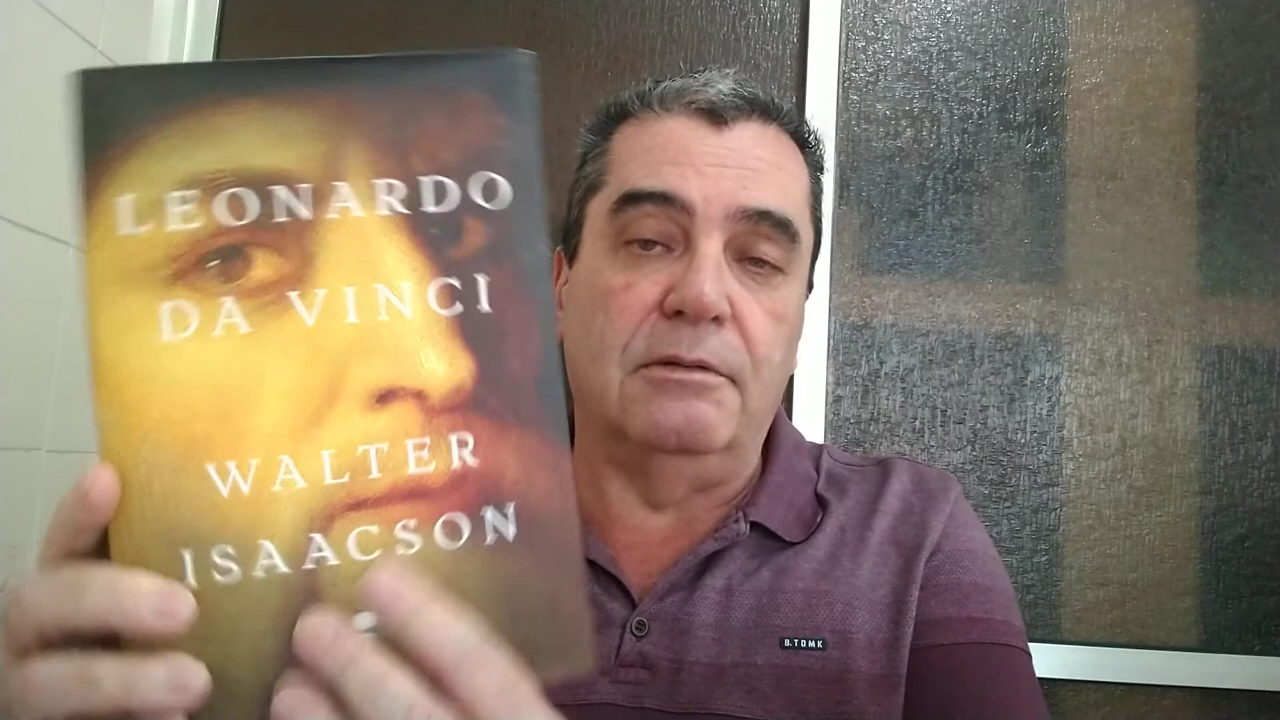 LEONARDO
DA VINCI
WALTER
ISAACSON
B.TOMK